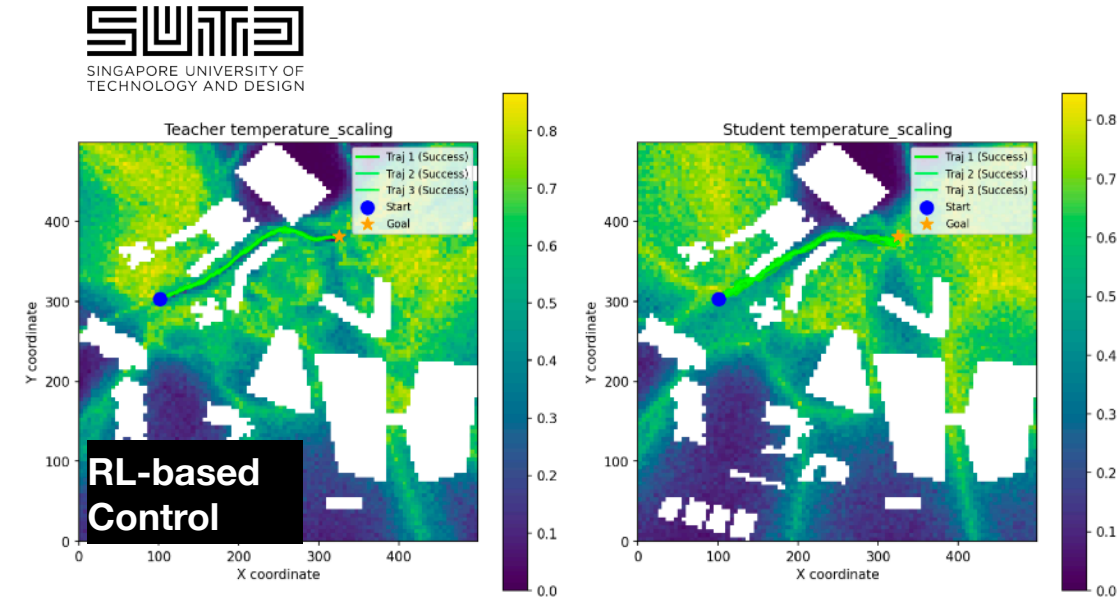 SUTD
SINGAPORE UNIVERSITY OF
TECHNOLOGY AND DESIGN
Teacher temperature_scaling
Traj 1 (Success)
Traj 2 (Success)
Traj 3 (Success)
Start
Goal
Y coordinate
400
300
200
100
0
0
100
200
300
400
X coordinate
0.8
0.7
0.6
0.5
0.4
0.3
0.2
0.1
0.0
RL-based
Control
Student temperature_scaling
Traj 1 (Success)
Traj 2 (Success)
Traj 3 (Success)
Start
Goal
Y coordinate
400
300
200
100
0
0
100
200
300
400
X coordinate
0.8
0.7
0.6
0.5
0.4
0.3
0.2
0.1
0.0